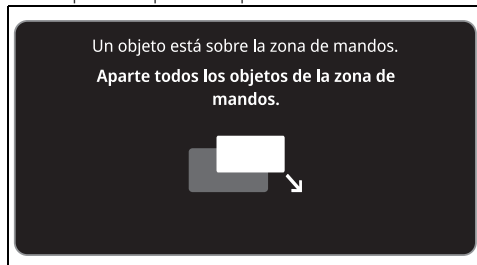 Un objeto está sobre la zona de mandos.
Aparte todos los objetos de la zona de
mandos.